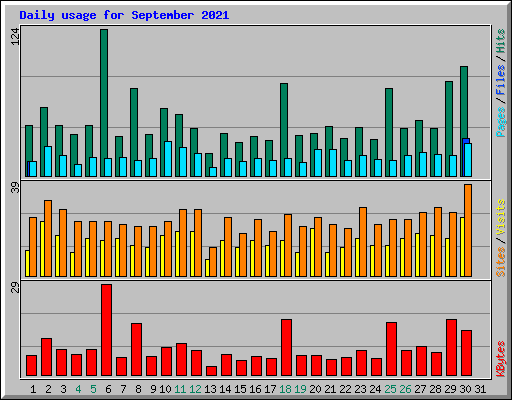 Daily usage for September 2021
124
Pages / Files / Hits
39
Sites / Visits
29
KBytes
1 2 3 4 5 6 7 8 9 10 11 12 13 14 15 16 17 18 19 20 21 22 23 24 25 26 27 28 29 30 31